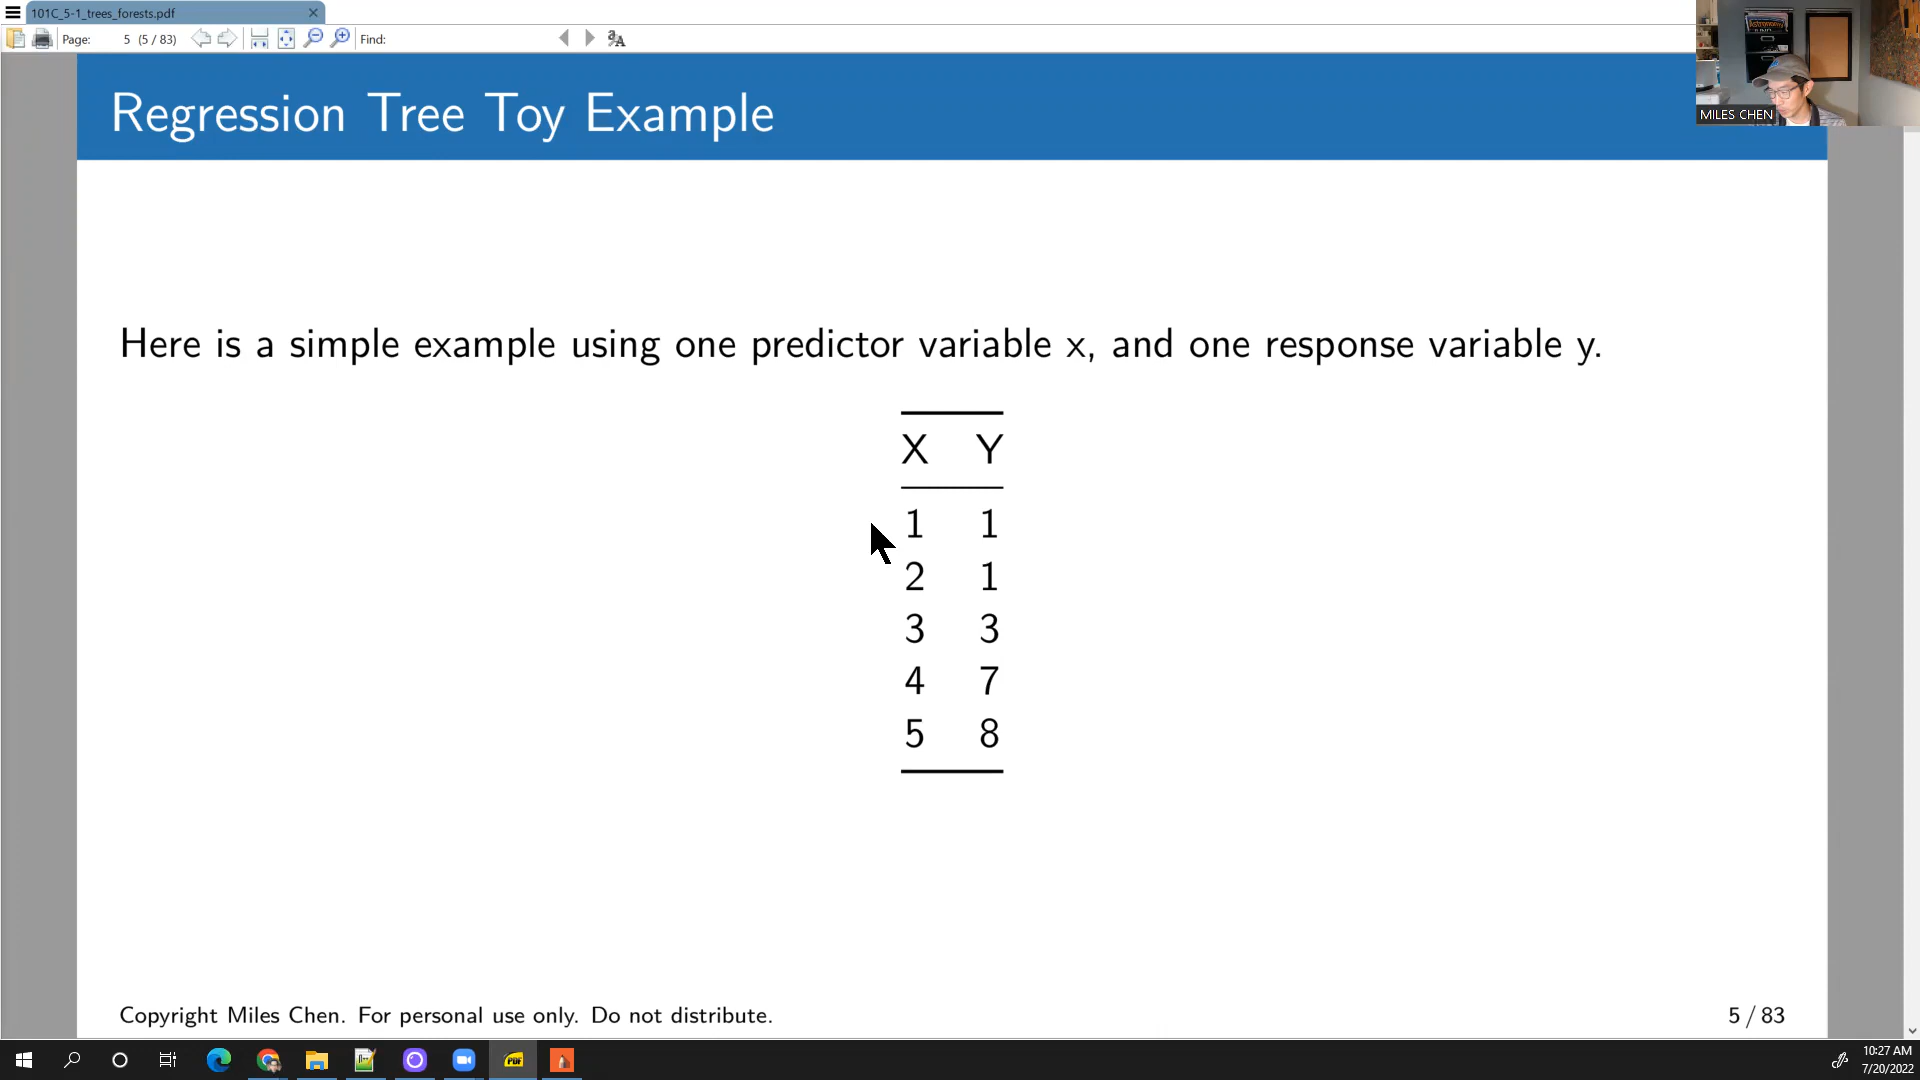 101C_5-1_trees_forests.pdf
Page: 5 (5 / 83) Find:
MILES CHEN
Regression Tree Toy Example
Here is a simple example using one predictor variable x, and one response variable y.
X Y
1 1
2 1
3 3
4 7
5 8
Copyright Miles Chen. For personal use only. Do not distribute.
5 / 83
PDF
10:27 AM
7/20/2022